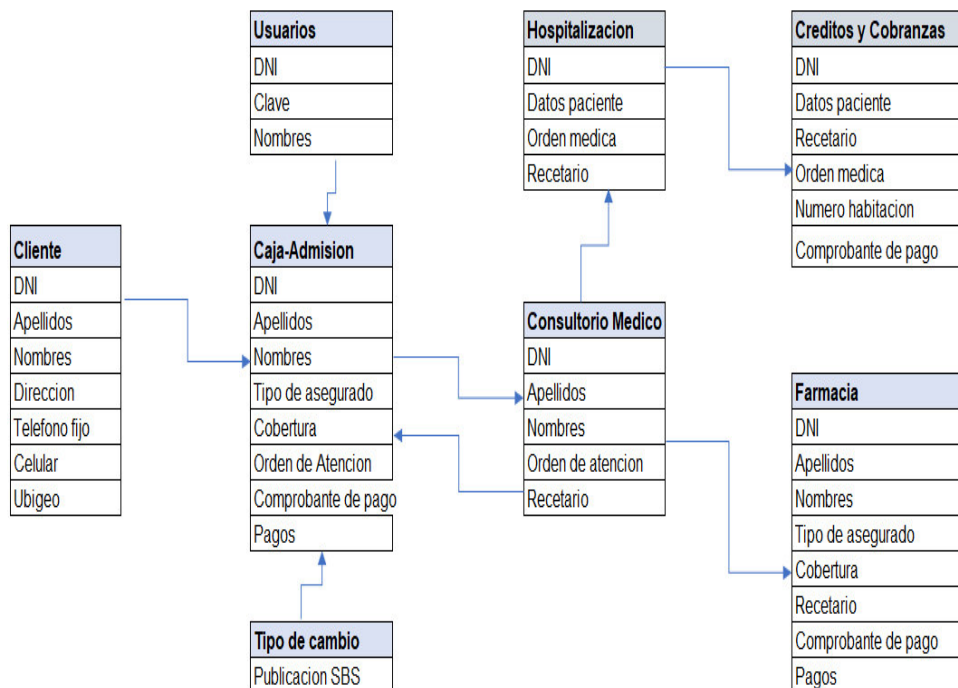 Usuarios
DNI
Clave
Nombres
Hospitalizacion
DNI
Datos paciente
Orden medica
Recetario
Creditos y Cobranzas
DNI
Datos paciente
Recetario
Orden medica
Numero habitacion
Comprobante de pago
Cliente
DNI
Apellidos
Nombres
Direccion
Telefono fijo
Celular
Ubigeo
Caja-Admision
DNI
Apellidos
Nombres
Tipo de asegurado
Cobertura
Orden de Atencion
Comprobante de pago
Pagos
Consultorio Medico
DNI
Apellidos
Nombres
Orden de atencion
Recetario
Farmacia
DNI
Apellidos
Nombres
Tipo de asegurado
Cobertura
Recetario
Comprobante de pago
Pagos
Tipo de cambio
Publicacion SBS